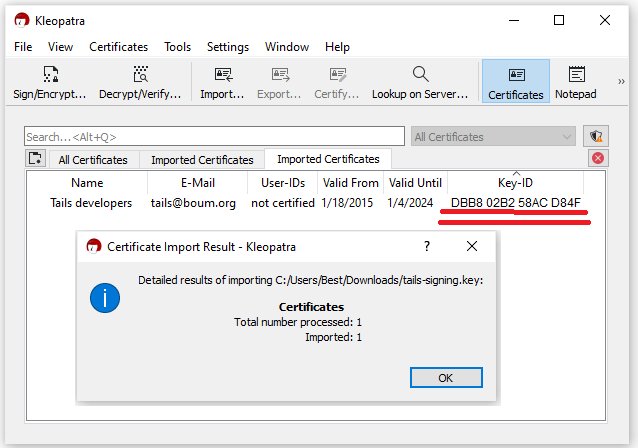 Kleopatra
File View Certificates Tools Settings Window Help
Sign/Encrypt... Decrypt/Verify... Import... Export... Certify... Lookup on Server... Certificates Notepad »
Search...<Alt+Q> All Certificates
All Certificates Imported Certificates Imported Certificates
Name E-Mail User-IDs Valid From Valid Until Key-ID
Tails developers tails@boum.org not certified 1/18/2015 1/4/2024 DBB8 02B2 58AC D84F
Certificate Import Result - Kleopatra ?
Detailed results of importing C:/Users/Best/Downloads/tails-signing.key:
Certificates
Total number processed: 1
Imported: 1
OK